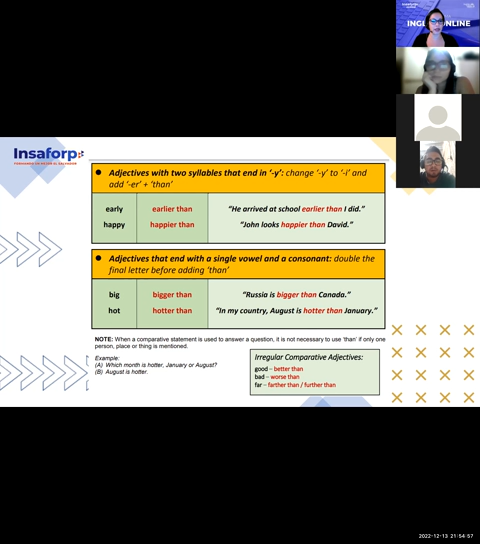 INGL ONLINE
Insaforp
● Adjectives with two syllables that end in ‘-y’: change ‘-y’ to ‘-i’ and
add ‘-er’ + ‘than’
early earlier than “He arrived at school earlier than I did.”
happy happier than “John looks happier than David.”
● Adjectives that end with a single vowel and a consonant: double the
final letter before adding ‘than’
big bigger than “Russia is bigger than Canada.”
hot hotter than “In my country, August is hotter than January.”
NOTE: When a comparative statement is used to answer a question, it is not necessary to use ‘than’ if only one
person, place or thing is mentioned.
Example:
(A) Which month is hotter, January or August?
(B) August is hotter.
Irregular Comparative Adjectives:
good – better than
bad – worse than
far – farther than / further than
2022-12-13 21:54:57